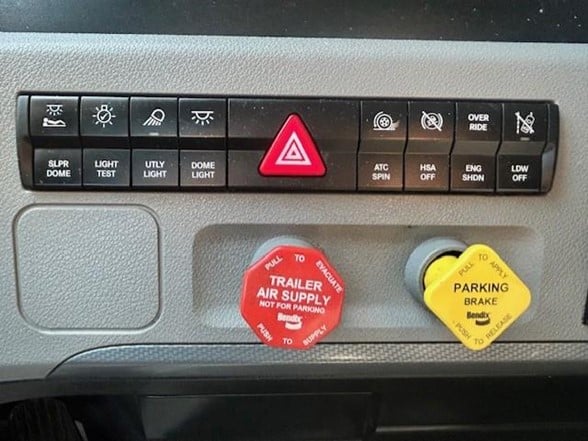 OVER
RIDE
SLPR
DOME
LIGHT
TEST
UTLY
LIGHT
DOME
LIGHT
ATC
SPIN
HSA
OFF
ENG
SHDN
LDW
OFF
PULL TO EVACUATE
TRAILER
AIR SUPPLY
NOT FOR PARKING
Bendix
PUSH TO SUPPLY
PULL TO APPLY
PARKING
BRAKE
Bendix
PUSH TO RELEASE